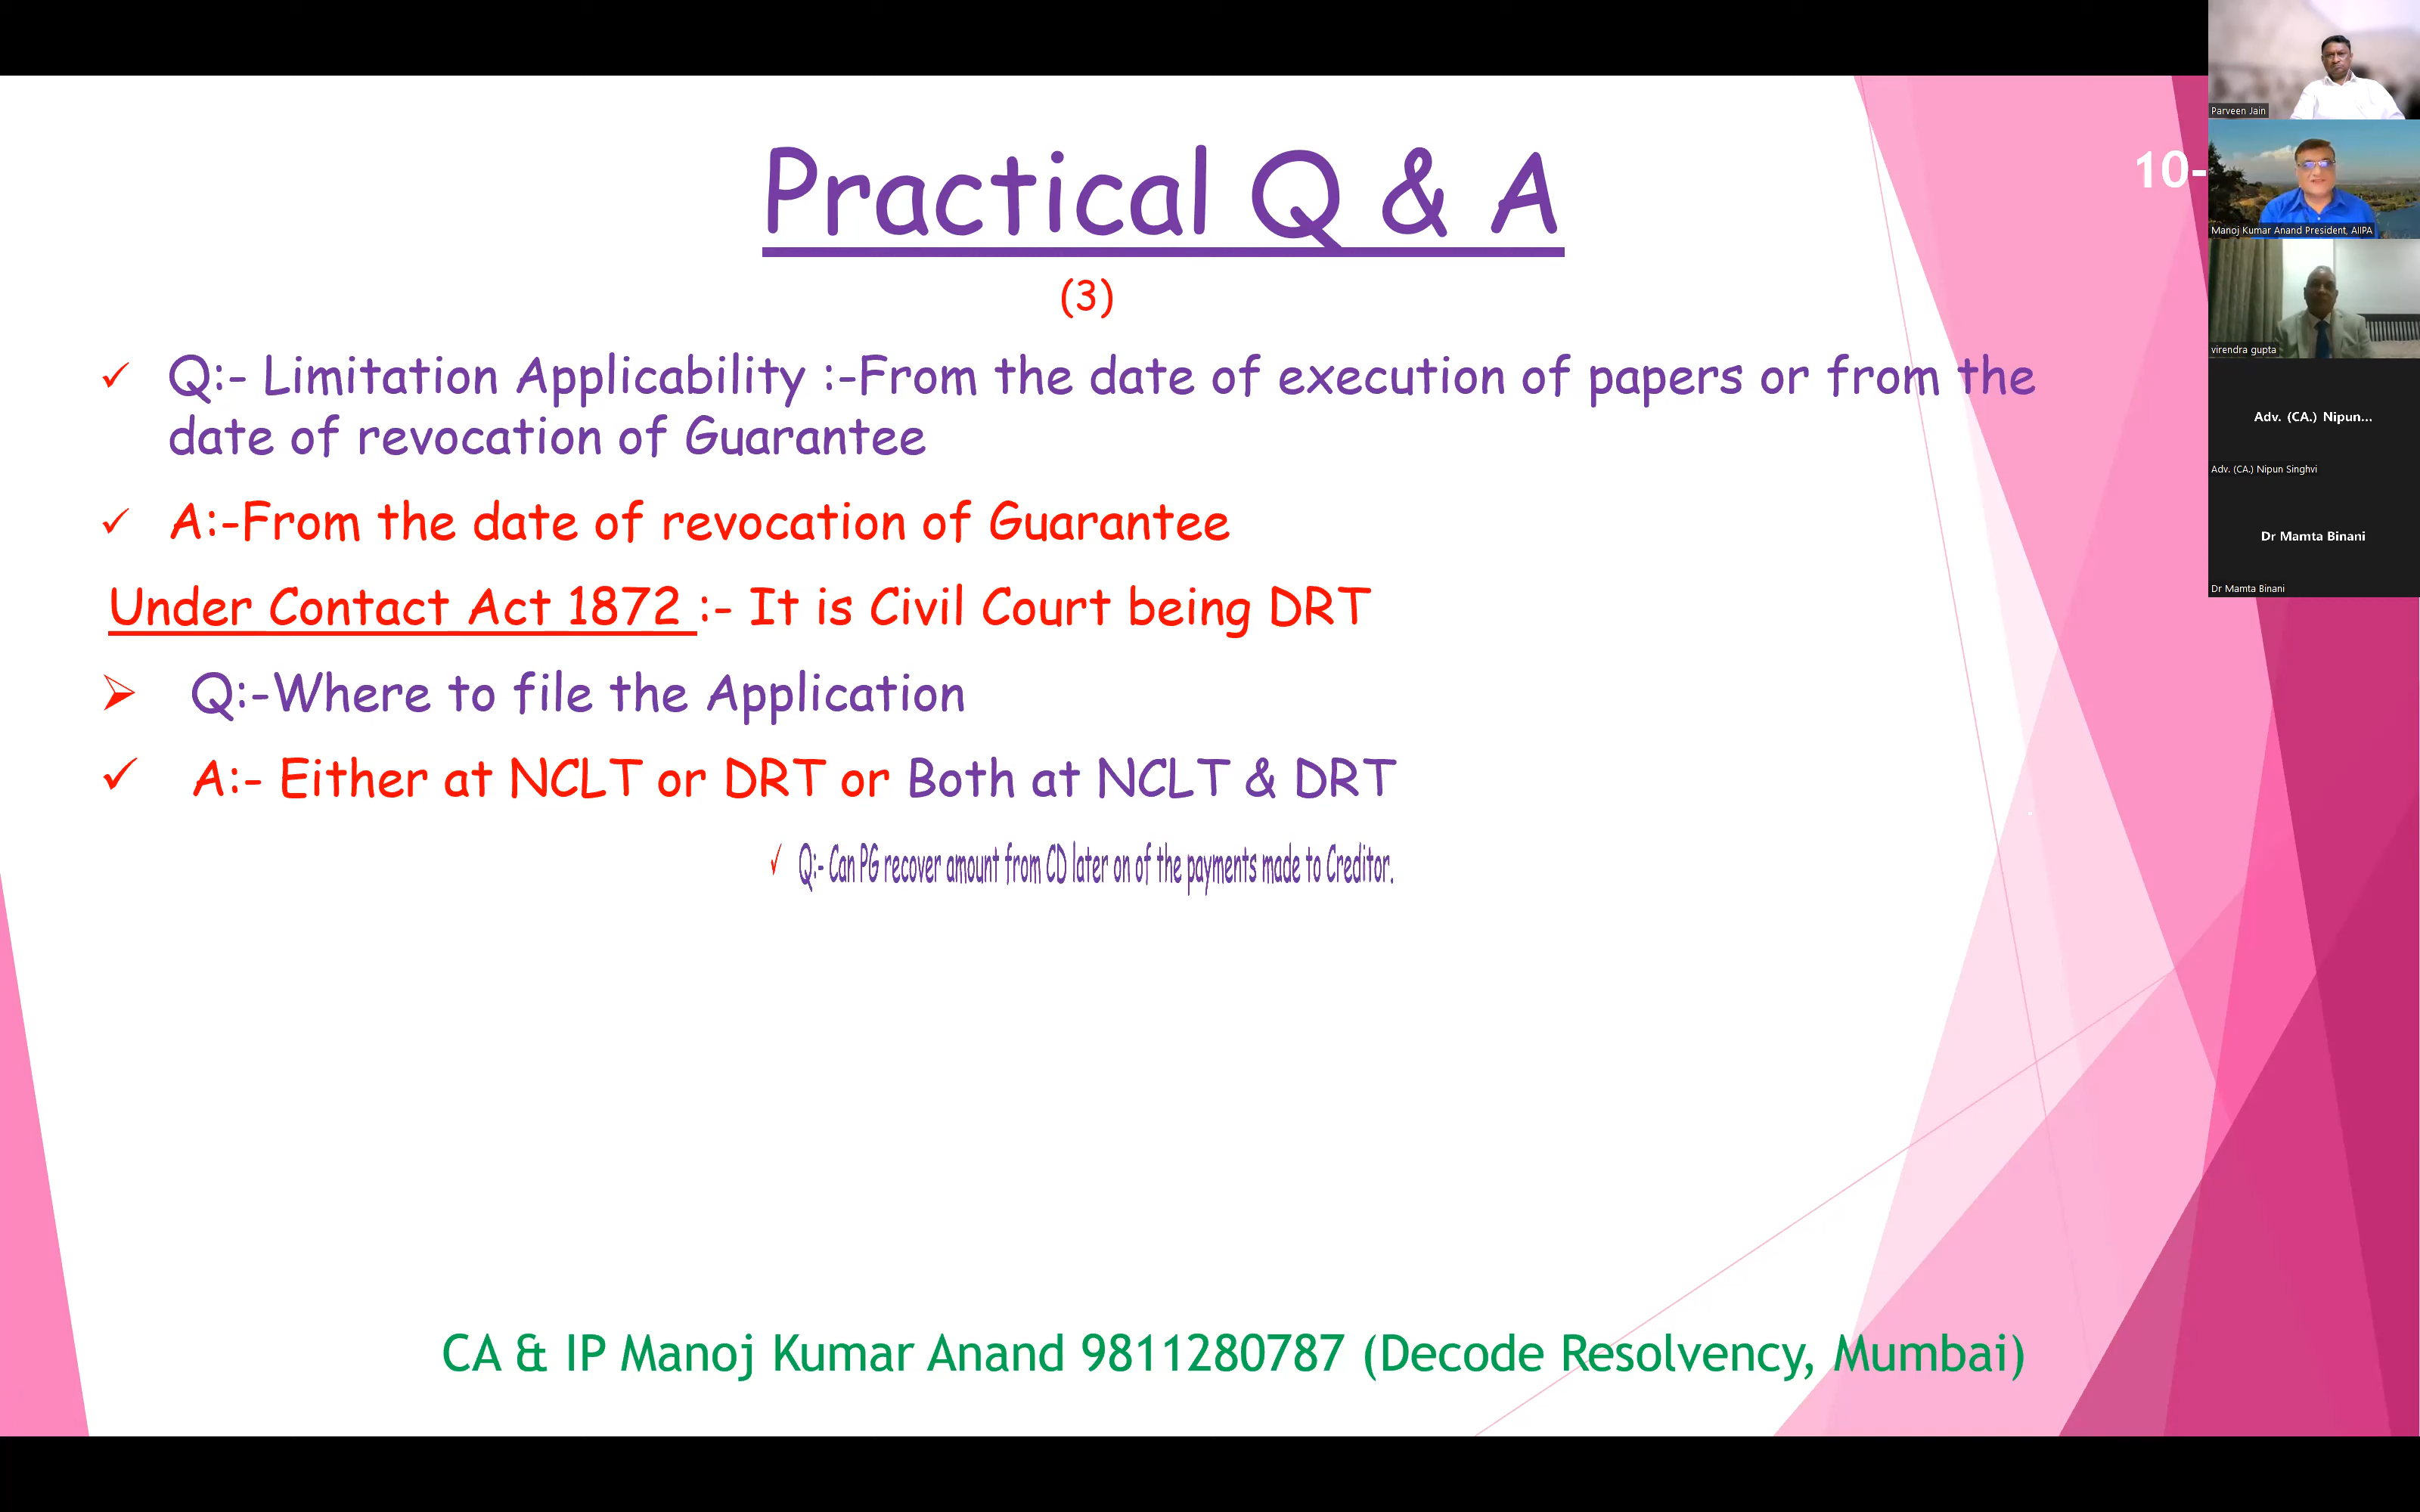 Practical Q & A
10-
(3)
Q:- Limitation Applicability :-From the date of execution of papers or from the
date of revocation of Guarantee
A:-From the date of revocation of Guarantee
Under Contact Act 1872 :- It is Civil Court being DRT
Q:-Where to file the Application
A:- Either at NCLT or DRT or Both at NCLT & DRT
Q:- Can PG recover amount from CD later on of the payments made to Creditor.
CA & IP Manoj Kumar Anand 9811280787 (Decode Resolvency, Mumbai)
Parveen Jain
Manoj Kumar Anand President, AIIPA
virendra gupta
Adv. (CA.) Nipun...
Adv. (CA.) Nipun Singhvi
Dr Mamta Binani
Dr Mamta Binani